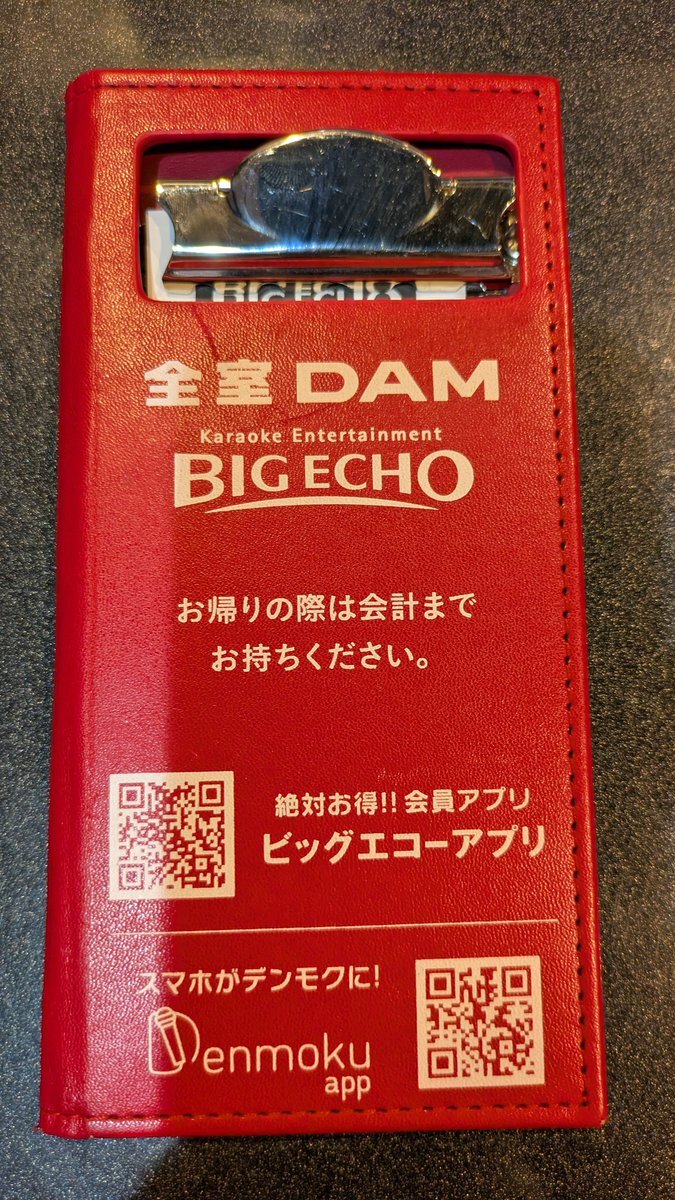 BIG ECHO
全室 DAM
Karaoke Entertainment
BIG ECHO
お帰りの際は会計まで
お持ちください。
絶対お得!! 会員アプリ
ビッグエコーアプリ
スマホがデンモクに!
Denmoku
app